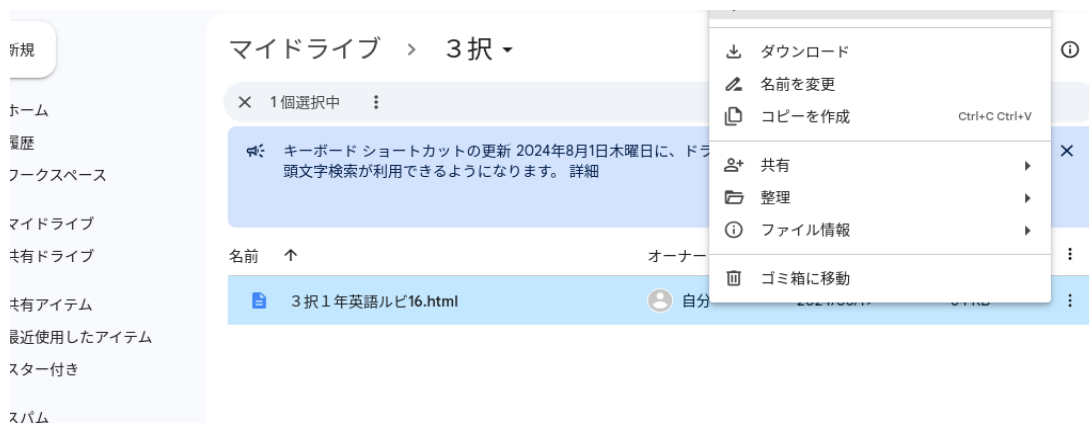 新規
ホーム
履歴
ワークスペース
マイドライブ
共有ドライブ
共有アイテム
最近使用したアイテム
スター付き
スパム
マイドライブ > 3択
1個選択中
キーボード ショートカットの更新 2024年8月1日木曜日に、ドラ
頭文字検索が利用できるようになります。 詳細
名前
オーナー
3択1年英語ルビ16.html
自分
ダウンロード
名前を変更
コピーを作成 Ctrl+C Ctrl+V
共有
整理
ファイル情報
ゴミ箱に移動